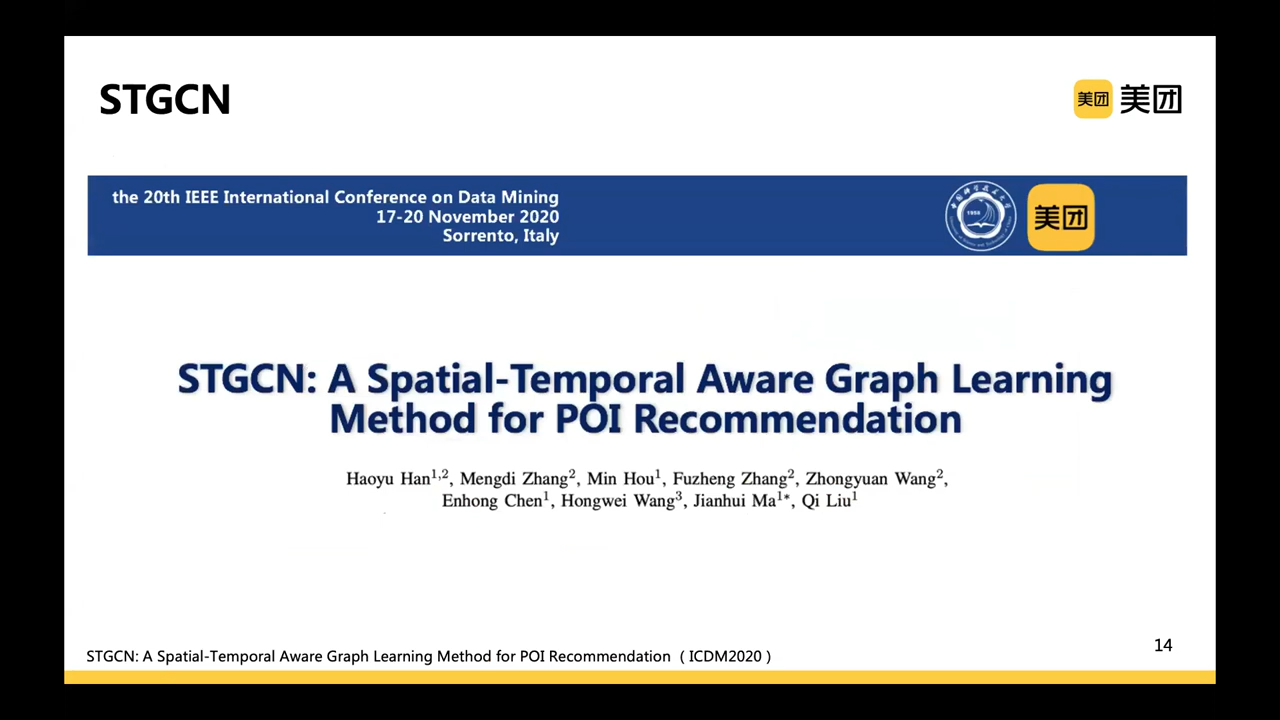 STGCN
美团 美团
the 20th IEEE International Conference on Data Mining
17-20 November 2020
Sorrento, Italy
1958
美团
STGCN: A Spatial-Temporal Aware Graph Learning
Method for POI Recommendation
Haoyu Han1,2, Mengdi Zhang2, Min Hou1, Fuzheng Zhang2, Zhongyuan Wang2,
Enhong Chen1, Hongwei Wang3, Jianhui Ma1*, Qi Liu1
14
STGCN: A Spatial-Temporal Aware Graph Learning Method for POI Recommendation（ICDM2020）